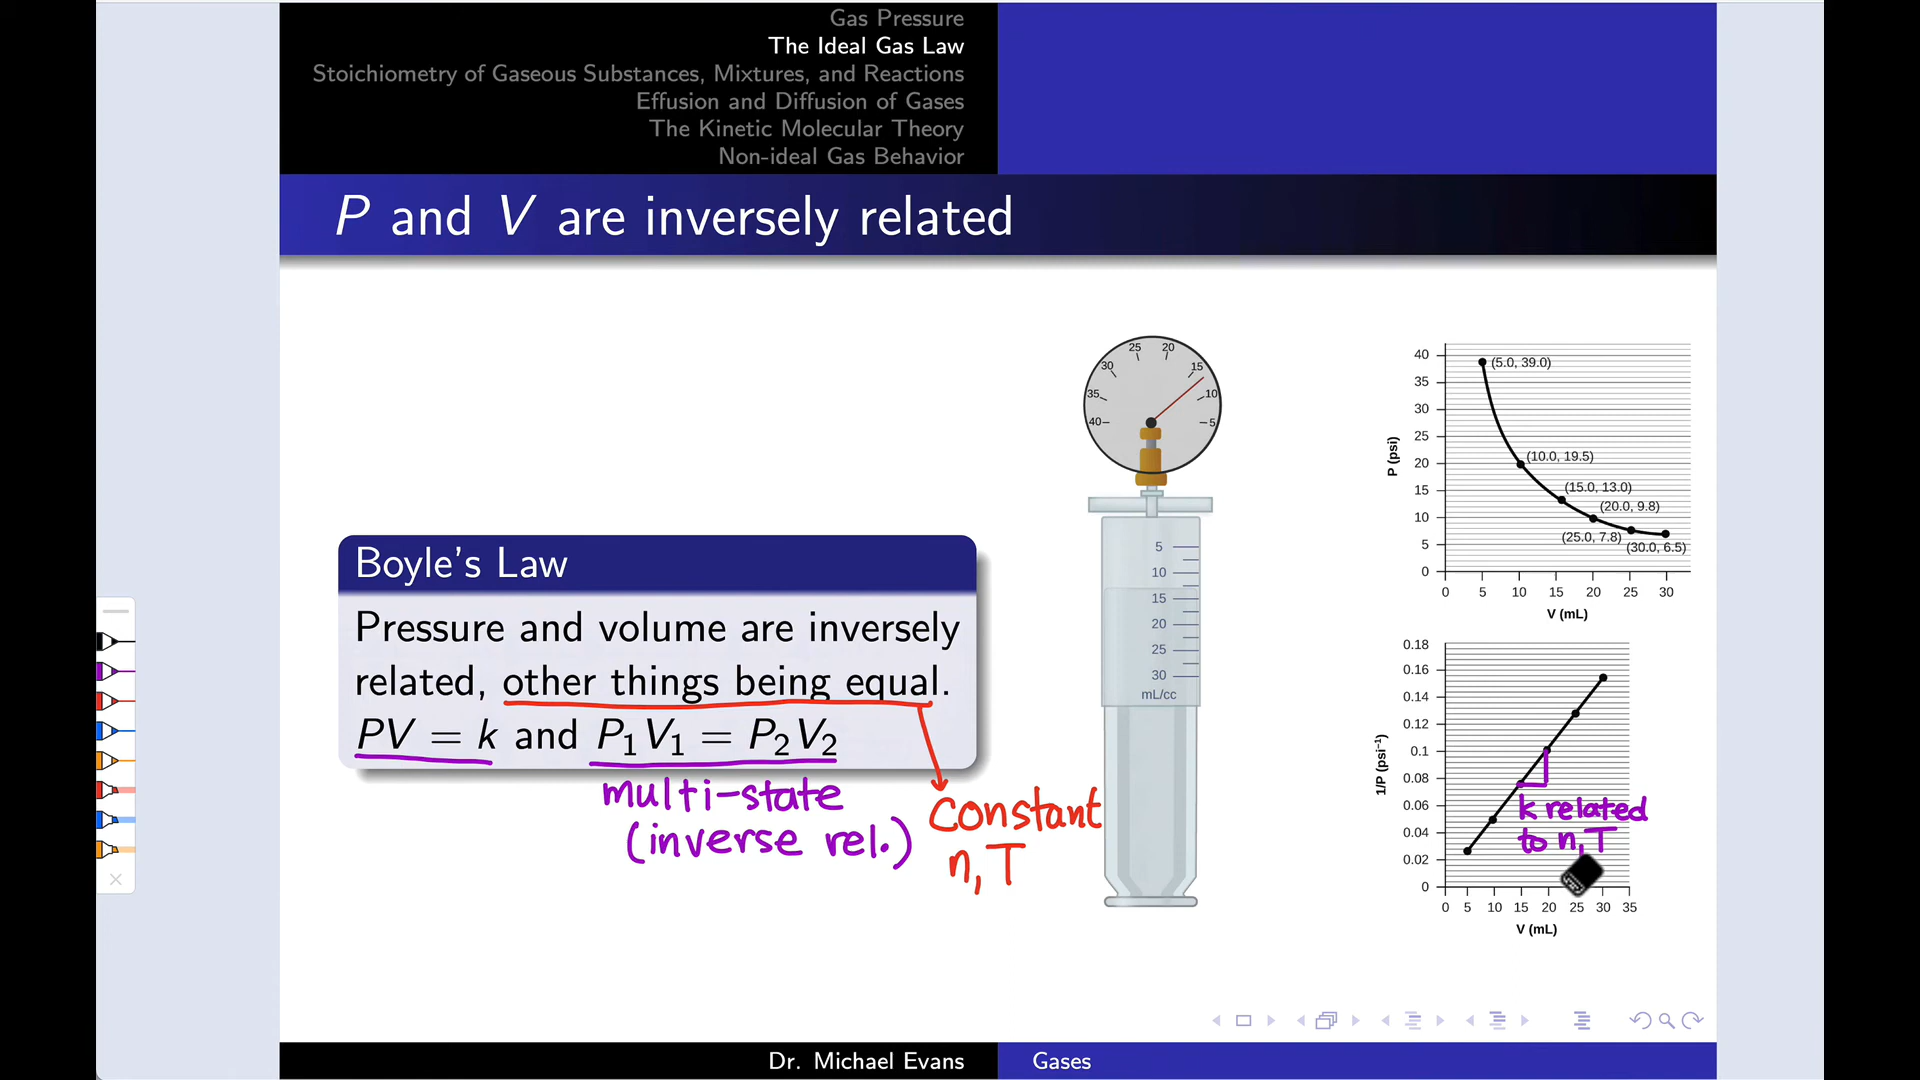 Gas Pressure
The Ideal Gas Law
Stoichiometry of Gaseous Substances, Mixtures, and Reactions
Effusion and Diffusion of Gases
The Kinetic Molecular Theory
Non-ideal Gas Behavior
P and V are inversely related
Boyle's Law
Pressure and volume are inversely
related, other things being equal.
PV = k and P₁V₁ = P₂V₂
multi-state
(inverse rel.)
constant
n, T
5
10
15
20
25
30
35
40
5
10
15
20
25
30
mL/cc
P (psi)
40
35
30
25
20
15
10
5
0
(5.0, 39.0)
(10.0, 19.5)
(15.0, 13.0)
(20.0, 9.8)
(25.0, 7.8)
(30.0, 6.5)
0 5 10 15 20 25 30
V (mL)
1/P (psi⁻¹)
0.18
0.16
0.14
0.12
0.1
0.08
0.06
0.04
0.02
0
k related
to n,T
0 5 10 15 20 25 30 35
V (mL)
Dr. Michael Evans
Gases